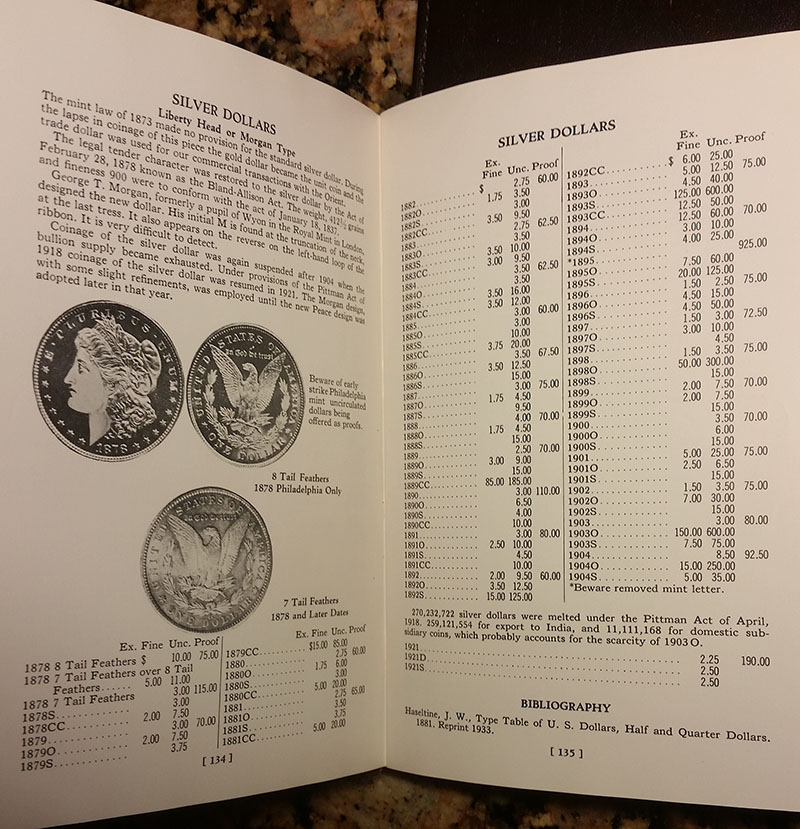 SILVER DOLLARS
Liberty Head or Morgan Type
The mint law of 1873 made no provision for the standard silver dollar. During
the lapse in coinage of this piece the gold dollar became the unit coin and the
trade dollar was used for our commercial transactions with the Orient.
The legal tender character was restored to the silver dollar by the Act of
February 28, 1878 known as the Bland-Allison Act. The weight, 412½ grains
and fineness 900 were to conform with the act of January 18, 1837.
George T. Morgan, formerly a pupil of Wyon in the Royal Mint in London,
designed the new dollar. His initial M is found at the truncation of the neck,
at the last tress. It also appears on the reverse on the left-hand loop of the
ribbon. It is very difficult to detect.
Coinage of the silver dollar was again suspended after 1904 when the
bullion supply became exhausted. Under provisions of the Pittman Act of
1918 coinage of the silver dollar was resumed in 1921. The Morgan design,
with some slight refinements, was employed until the new Peace design was
adopted later in that year.
E·PLURIBUS·UNUM
1878
UNITED STATES OF AMERICA
In God we trust
ONE DOLLAR
Beware of early
strike Philadelphia
mint uncirculated
dollars being
offered as proofs.
8 Tail Feathers
1878 Philadelphia Only
UNITED STATES OF AMERICA
In God we trust
ONE DOLLAR
7 Tail Feathers
1878 and Later Dates
Ex. Fine Unc. Proof
1878 8 Tail Feathers $ 10.00 75.00
1878 7 Tail Feathers over 8 Tail
Feathers...... 5.00 11.00
1878 7 Tail Feathers 3.00 115.00
1878S............ 3.00
1878CC.......... 2.00 7.50
1879............. 3.00 70.00
1879O........... 2.00 7.50
1879S............ 3.75
Ex. Fine Unc. Proof
1879CC.......... $15.00 85.00
1880............. 2.75 60.00
1880O........... 1.75 6.00
1880S............ 3.00
1880CC.......... 5.00 20.00
1881............. 2.75 65.00
1881O........... 3.50
1881S............ 3.75
1881CC.......... 5.00 20.00
[ 134 ]
SILVER DOLLARS
Ex.
Fine Unc. Proof
1882............. $ 2.75 60.00
1882O........... 1.75 3.50
1882S............ 3.00
1882CC.......... 3.50 9.50
1883............. 2.75 62.50
1883O........... 3.50
1883S............ 3.50 10.00
1883CC.......... 3.00 9.50
1884............. 3.50 62.50
1884O........... 3.50
1884S............ 3.50 16.00
1884CC.......... 3.50 12.00
1885............. 3.00 60.00
1885O........... 3.00
1885S............ 10.00
1885CC.......... 3.75 20.00
1886............. 3.50 67.50
1886O........... 3.50 12.50
1886S............ 15.00
1887............. 3.00 75.00
1887O........... 1.75 4.50
1887S............ 9.50
1888............. 4.00 70.00
1888O........... 1.75 4.50
1888S............ 15.00
1889............. 2.50 70.00
1889O........... 3.00 9.00
1889S............ 15.00
1889CC.......... 85.00 185.00
1890............. 3.00 110.00
1890O........... 6.50
1890S............ 4.00
1890CC.......... 10.00
1891............. 3.00 80.00
1891O........... 2.50 10.00
1891S............ 4.50
1891CC.......... 10.00
1892............. 2.00 9.50 60.00
1892O........... 3.50 12.50
1892S............ 15.00 125.00
Ex.
Fine Unc. Proof
1892CC.......... $ 6.00 25.00
1893............. 5.00 12.50 75.00
1893O........... 4.50 40.00
1893S............ 125.00 600.00
1893CC.......... 12.50 50.00
1894............. 12.50 60.00 70.00
1894O........... 3.00 10.00
1894S............ 4.00 25.00
*1895............ 925.00
1895O........... 7.50 60.00
1895S............ 20.00 125.00
1896............. 1.50 2.50 75.00
1896O........... 4.50 15.00
1896S............ 4.50 50.00
1897............. 1.50 3.00 72.50
1897O........... 3.00 10.00
1897S............ 4.50
1898............. 1.50 3.50 75.00
1898O........... 50.00 300.00
1898S............ 15.00
1899............. 2.00 7.50 70.00
1899O........... 2.00 7.50
1899S............ 15.00
1900............. 3.50 70.00
1900O........... 6.00
1900S............ 15.00
1901............. 5.00 25.00 75.00
1901O........... 2.50 6.50
1901S............ 15.00
1902............. 1.50 3.50 75.00
1902O........... 7.00 30.00
1902S............ 15.00
1903............. 3.00 80.00
1903O........... 150.00 600.00
1903S............ 7.50 75.00
1904............. 8.50 92.50
1904O........... 15.00 250.00
1904S............ 5.00 35.00
*Beware removed mint letter.
270,232,722 silver dollars were melted under the Pittman Act of April,
1918. 259,121,554 for export to India, and 11,111,168 for domestic sub-
sidiary coins, which probably accounts for the scarcity of 1903 O.
1921............. 2.25 190.00
1921D........... 2.50
1921S............ 2.50
BIBLIOGRAPHY
Haseltine, J. W., Type Table of U. S. Dollars, Half and Quarter Dollars.
1881. Reprint 1933.
[ 135 ]